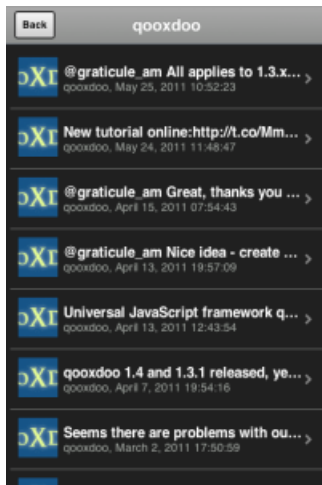 Back
qooxdoo
@graticule_am All applies to 1.3.x...
qooxdoo, May 25, 2011 10:52:23
New tutorial online:http://t.co/Mm...
qooxdoo, May 24, 2011 11:48:47
@graticule_am Great, thanks you ...
qooxdoo, April 15, 2011 07:54:43
@graticule_am Nice idea - create ...
qooxdoo, April 13, 2011 19:57:09
Universal JavaScript framework q...
qooxdoo, April 13, 2011 12:43:54
qooxdoo 1.4 and 1.3.1 released, ye...
qooxdoo, April 7, 2011 19:54:16
Seems there are problems with ou...
qooxdoo, March 2, 2011 17:50:59